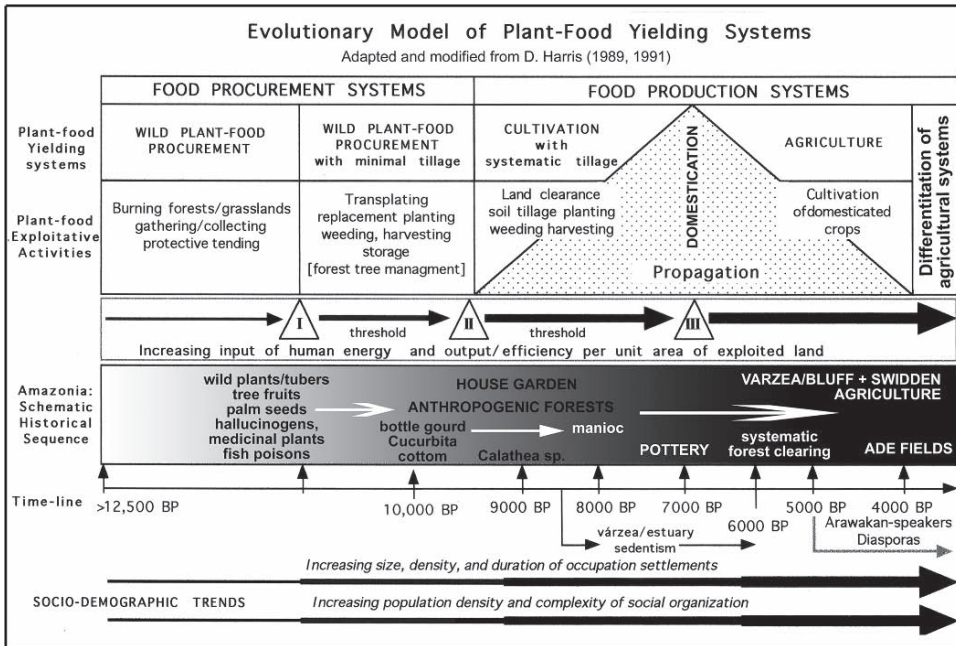 Evolutionary Model of Plant-Food Yielding Systems
Adapted and modified from D. Harris (1989, 1991)
FOOD PROCUREMENT SYSTEMS
FOOD PRODUCTION SYSTEMS
Plant-food
Yielding
systems
WILD PLANT-FOOD
PROCUREMENT
WILD PLANT-FOOD
PROCUREMENT
with minimal tillage
CULTIVATION
with
systematic tillage
DOMESTICATION
AGRICULTURE
Differentitation of
agricultural systems
Plant-food
.Exploitative
Activities
Burning forests/grasslands
gathering/collecting
protective tending
Transplating
replacement planting
weeding, harvesting
storage
[forest tree managment]
Land clearance
soil tillage planting
weeding harvesting
Propagation
Cultivation
of domesticated
crops
I
II
III
threshold
threshold
Increasing input of human energy and output/efficiency per unit area of exploited land
Amazonia:
Schematic
Historical
Sequence
wild plants/tubers
tree fruits
palm seeds
hallucinogens,
medicinal plants
fish poisons
HOUSE GARDEN
ANTHROPOGENIC FORESTS
bottle gourd
Cucurbita
cottom
manioc
Calathea sp.
POTTERY
VARZEA/BLUFF + SWIDDEN
AGRICULTURE
systematic
forest clearing
ADE FIELDS
Time-line
>12,500 BP
10,000 BP
9000 BP
8000 BP
7000 BP
6000 BP
5000 BP
4000 BP
várzea/estuary
sedentism
Arawakan-speakers
Diasporas
Increasing size, density, and duration of occupation settlements
SOCIO-DEMOGRAPHIC TRENDS
Increasing population density and complexity of social organization